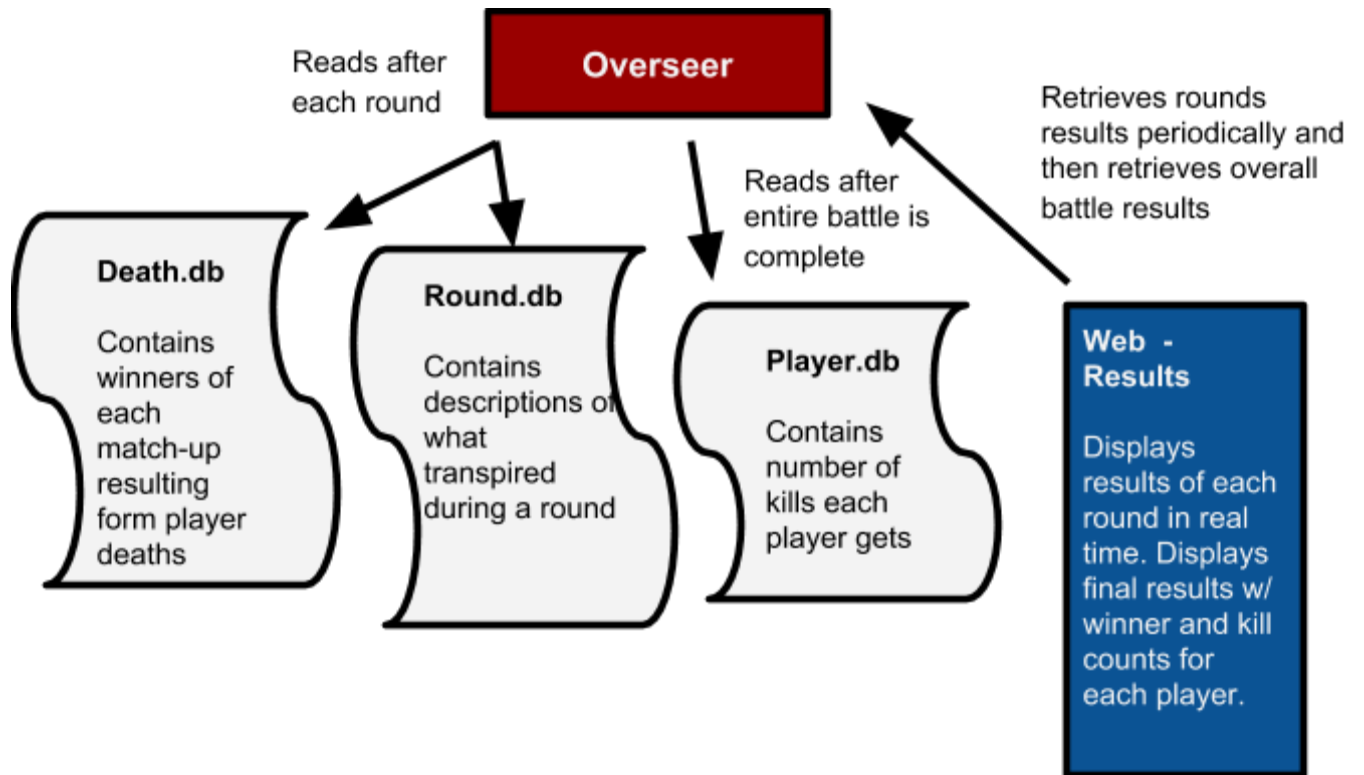 Overseer
Reads after
each round
Retrieves rounds
results periodically and
then retrieves overall
battle results
Reads after
entire battle is
complete
Death.db
Contains
winners of
each
match-up
resulting
form player
deaths
Round.db
Contains
descriptions of
what
transpired
during a round
Player.db
Contains
number of
kills each
player gets
Web -
Results
Displays
results of each
round in real
time. Displays
final results w/
winner and kill
counts for
each player.